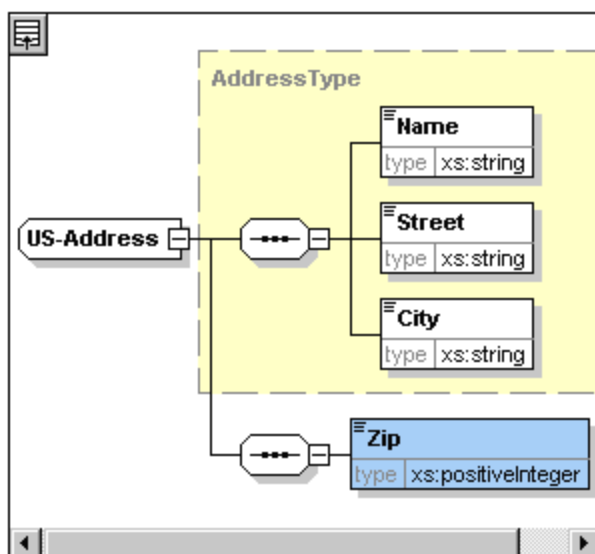 AddressType
Name
type xs:string
US-Address
Street
type xs:string
City
type xs:string
Zip
type xs:positiveInteger